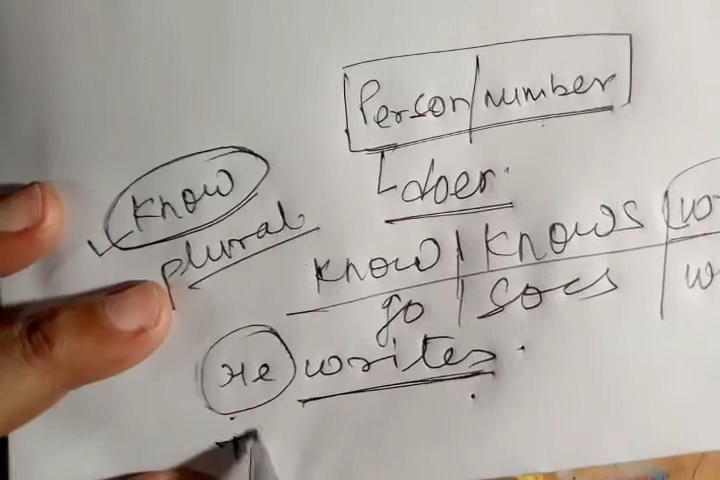 Person/number
doer.
know
plural
know | knows
go | goes
He writes.